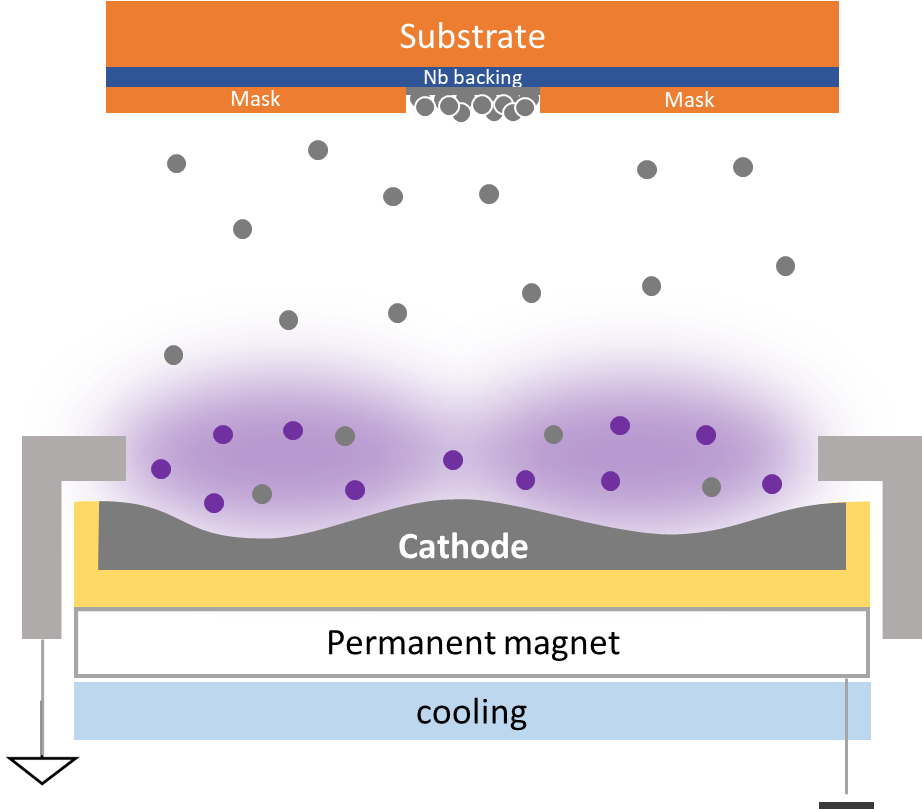 Substrate
Nb backing
Mask
Mask
Cathode
Permanent magnet
cooling